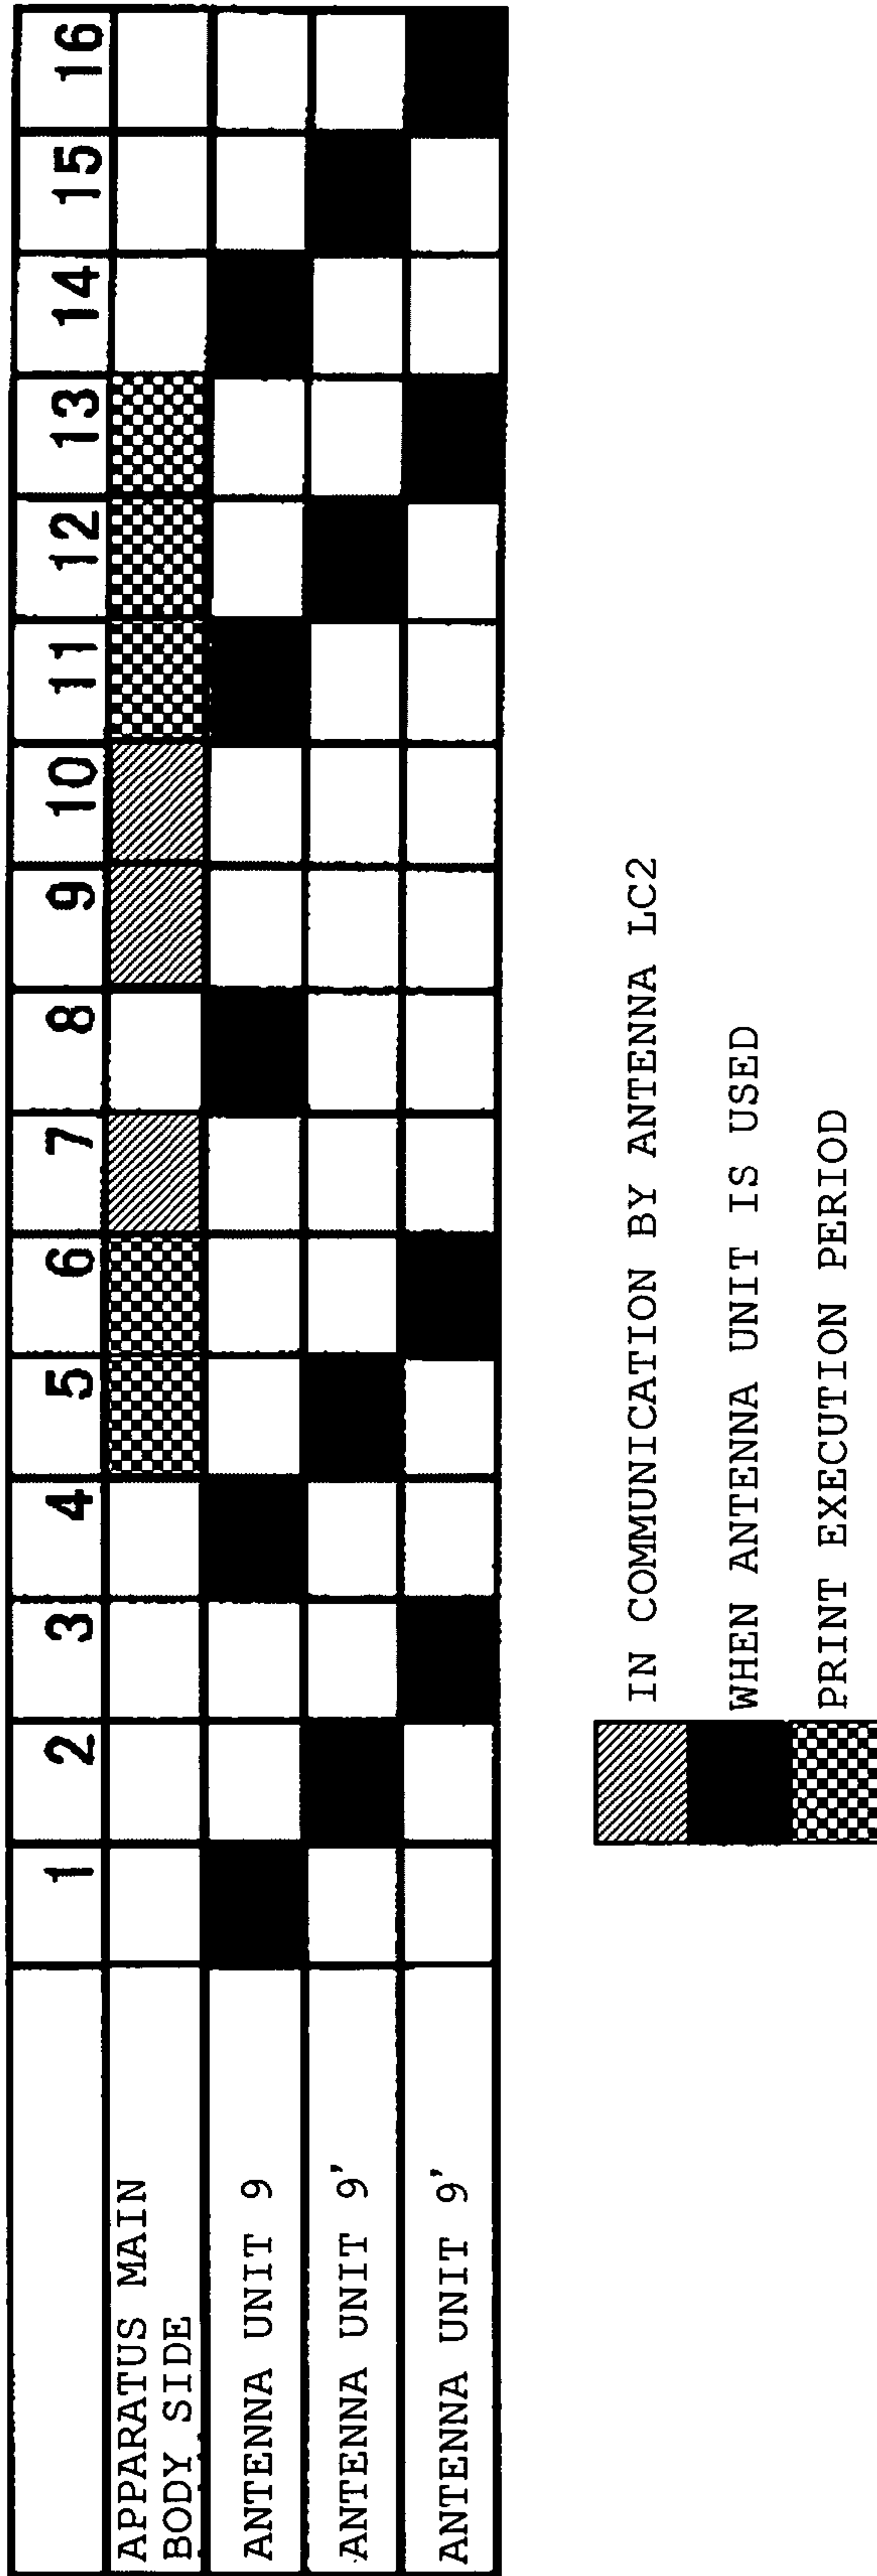 1 2 3 4 5 6 7 8 9 10 11 12 13 14 15 16
APPARATUS MAIN
BODY SIDE
ANTENNA UNIT 9
ANTENNA UNIT 9'
ANTENNA UNIT 9'
IN COMMUNICATION BY ANTENNA LC2
WHEN ANTENNA UNIT IS USED
PRINT EXECUTION PERIOD